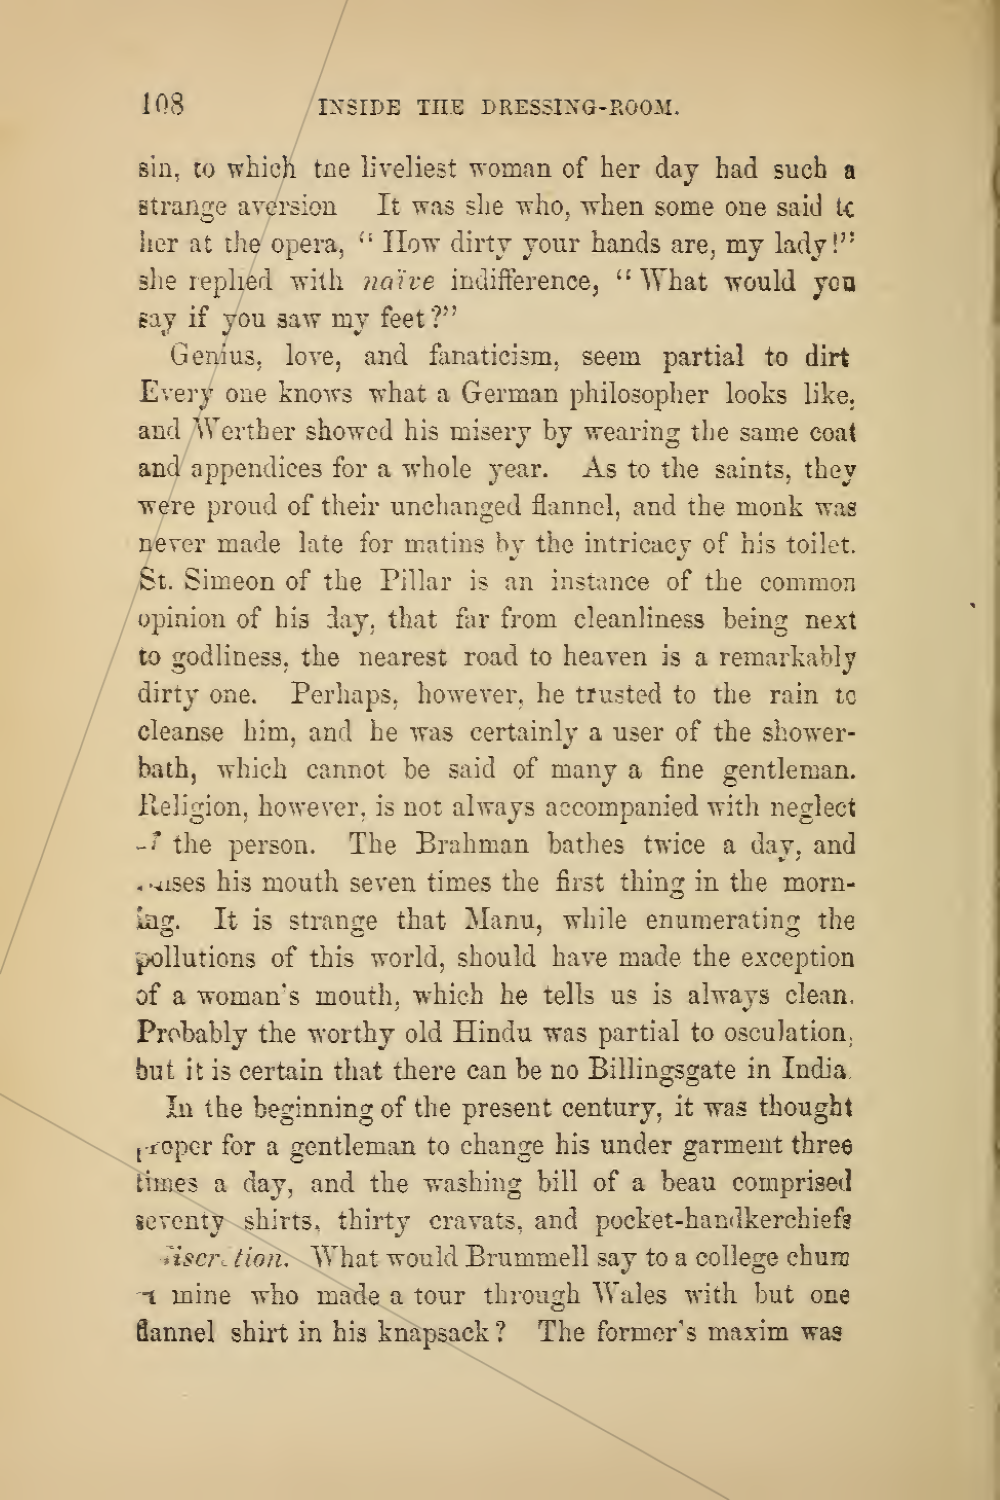 108 INSIDE THE DRESSING-ROOM.
sin, to which the liveliest woman of her day had such a
strange aversion It was she who, when some one said to
her at the opera, “How dirty your hands are, my lady!”
she replied with naïve indifference, “What would you
say if you saw my feet?”
Genius, love, and fanaticism, seem partial to dirt
Every one knows what a German philosopher looks like,
and Werther showed his misery by wearing the same coat
and appendices for a whole year. As to the saints, they
were proud of their unchanged flannel, and the monk was
never made late for matins by the intricacy of his toilet.
St. Simeon of the Pillar is an instance of the common
opinion of his day, that far from cleanliness being next
to godliness, the nearest road to heaven is a remarkably
dirty one. Perhaps, however, he trusted to the rain to
cleanse him, and he was certainly a user of the shower-
bath, which cannot be said of many a fine gentleman.
Religion, however, is not always accompanied with neglect
the person. The Brahman bathes twice a day, and
his mouth seven times the first thing in the morn-
ing. It is strange that Manu, while enumerating the
pollutions of this world, should have made the exception
of a woman's mouth, which he tells us is always clean.
Probably the worthy old Hindu was partial to osculation,
but it is certain that there can be no Billingsgate in India.
In the beginning of the present century, it was thought
proper for a gentleman to change his under garment three
times a day, and the washing bill of a beau comprised
seventy shirts, thirty cravats, and pocket-handkerchiefs
discretion. What would Brummell say to a college chum
mine who made a tour through Wales with but one
flannel shirt in his knapsack? The former's maxim was